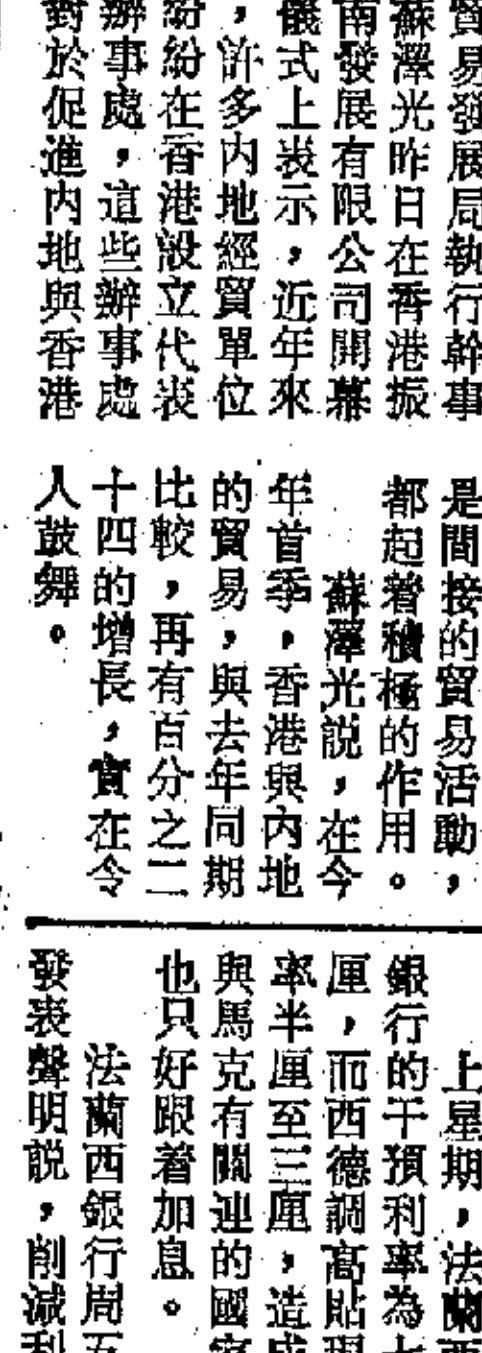 貿易發展局執行幹事
蘇澤光昨日在香港振
南發展有限公司開幕
儀式上表示，近年來
，許多內地經貿單位
紛紛在香港設立代表
辦事處，這些辦事處
對於促進內地與香港
是間接的貿易活動，
都起着積極的作用。
蘇澤光說，在今
年首季，香港與內地
的貿易，與去年同期
比較，再有百分之二
十四的增長，實在令
人鼓舞。
上星期，法蘭西
銀行的干預利率為七
厘，而西德調高貼現
率半厘至三厘，造成
與馬克有關連的國家
也只好跟着加息。
法蘭西銀行周五
發表聲明說，削減利